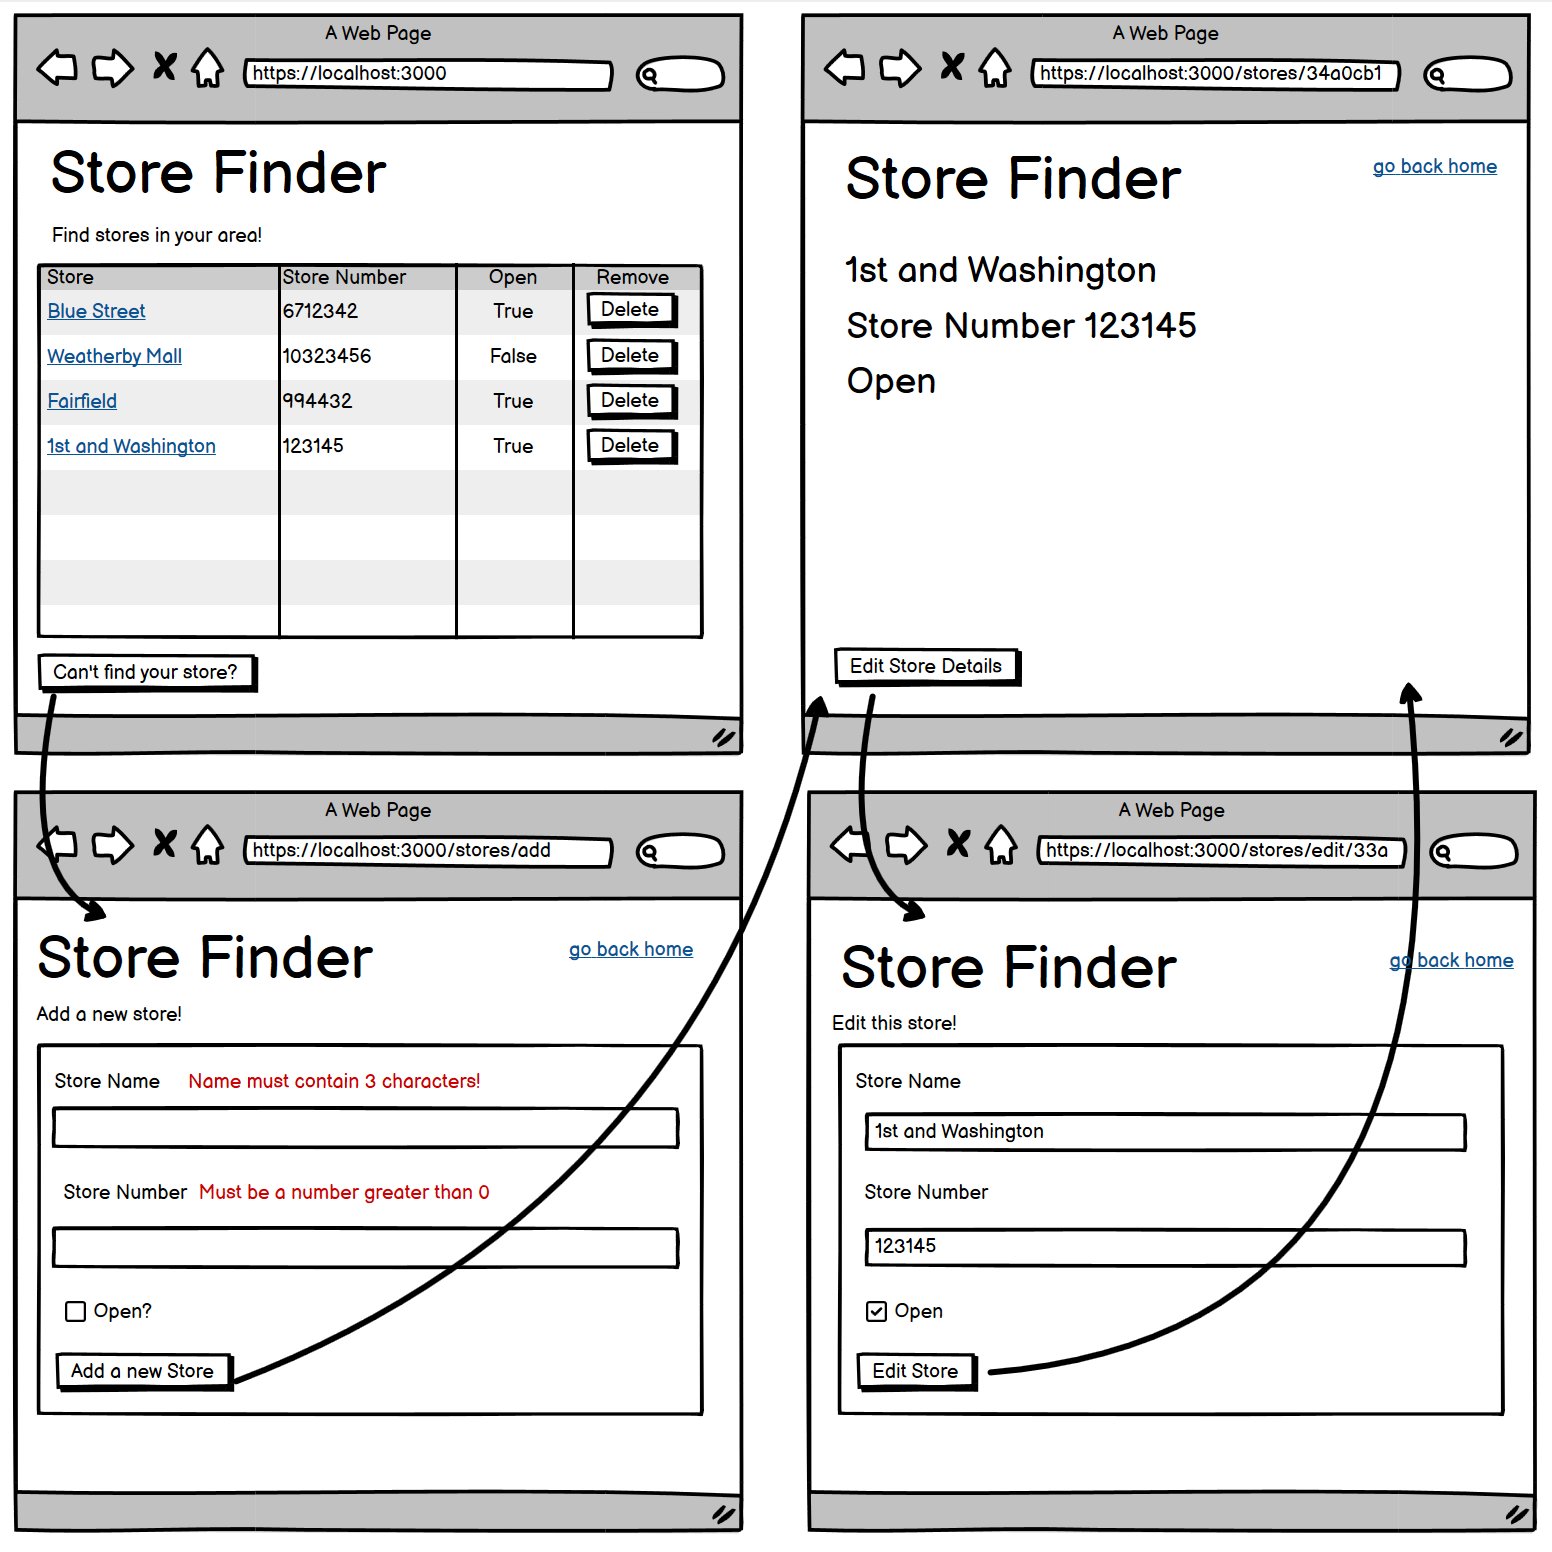 A Web Page
https://localhost:3000
Store Finder
Find stores in your area!
Store Store Number Open Remove
Blue Street 6712342 True Delete
Weatherby Mall 10323456 False Delete
Fairfield 994432 True Delete
1st and Washington 123145 True Delete
Can't find your store?
A Web Page
https://localhost:3000/stores/34a0cb1
Store Finder
go back home
1st and Washington
Store Number 123145
Open
Edit Store Details
A Web Page
https://localhost:3000/stores/add
Store Finder
go back home
Add a new store!
Store Name Name must contain 3 characters!
Store Number Must be a number greater than 0
Open?
Add a new Store
A Web Page
https://localhost:3000/stores/edit/33a
Store Finder
go back home
Edit this store!
Store Name
1st and Washington
Store Number
123145
Open
Edit Store